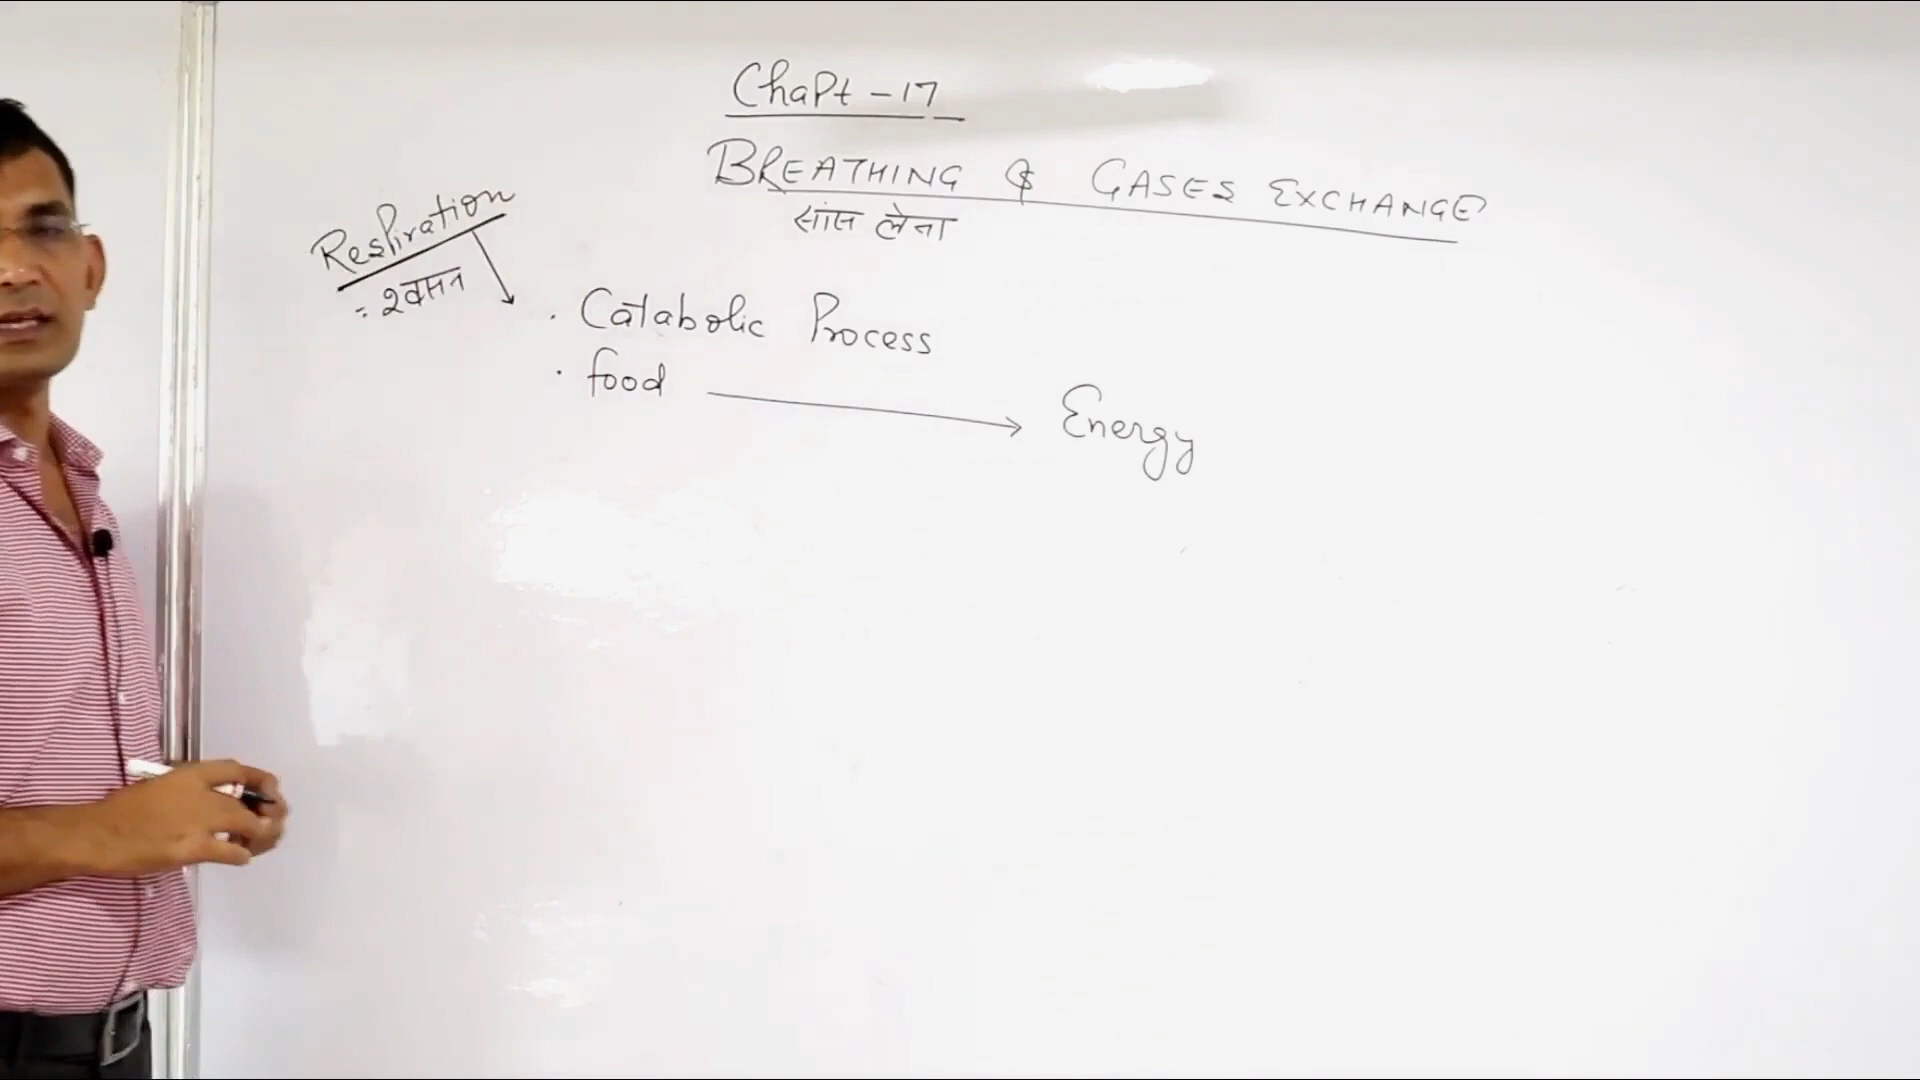 ChaPt - 17
BREATHING & GASES EXCHANGE
सांस लेना
Respiration
श्वसन
. Catabolic Process
. food → Energy